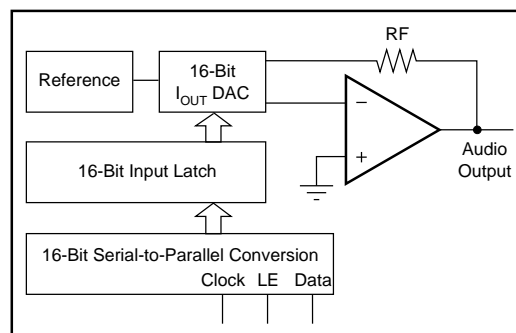 RF
Reference
16-Bit
I_OUT DAC
−
+
Audio
Output
16-Bit Input Latch
16-Bit Serial-to-Parallel Conversion
Clock LE Data